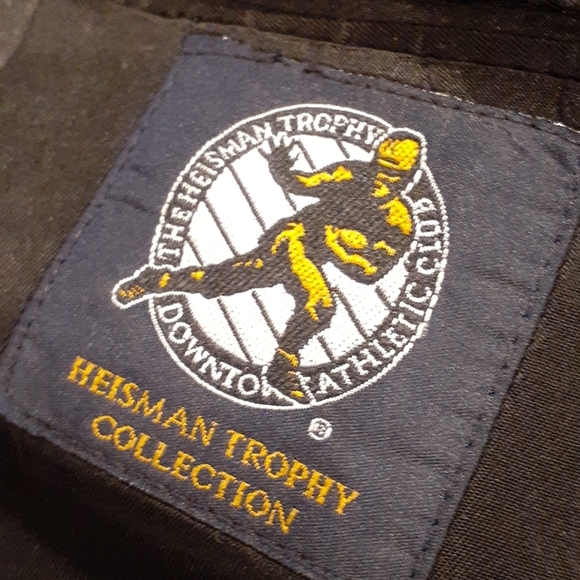 THE HEISMAN TROPHY
DOWNTOWN ATHLETIC CLUB
®
HEISMAN TROPHY
COLLECTION